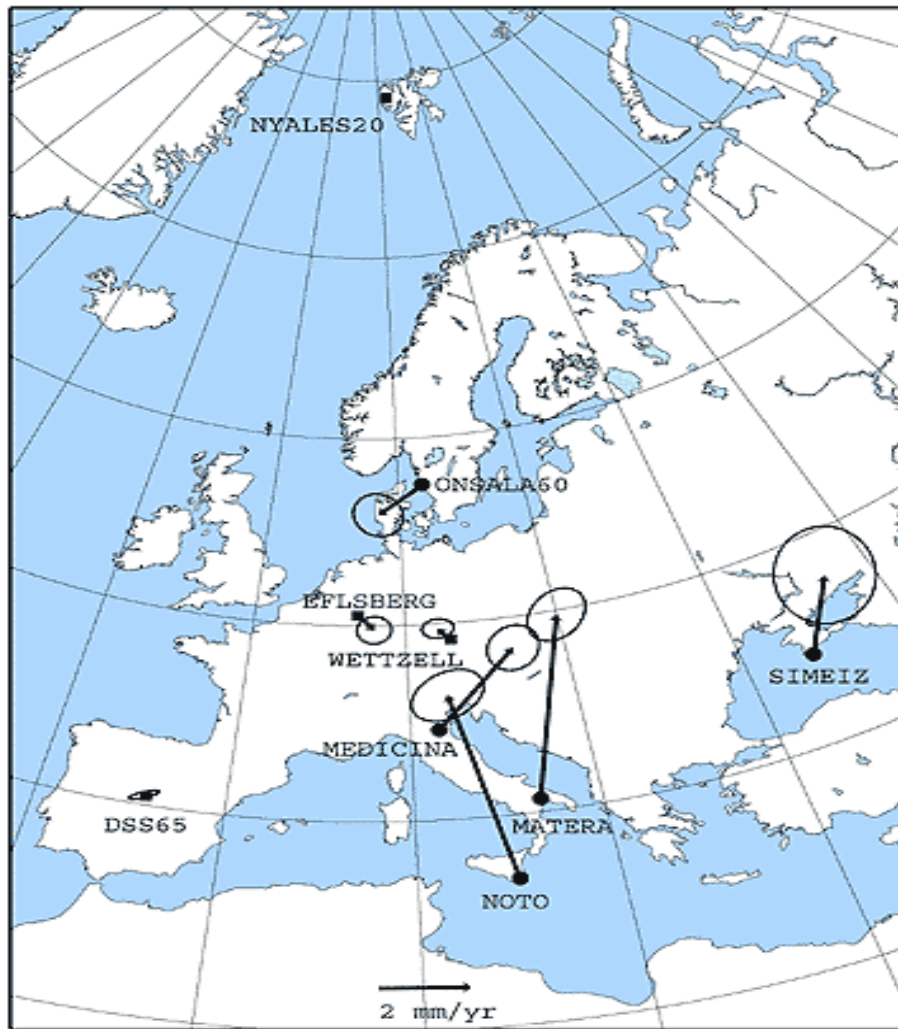 NYALES20
ONSALA60
EFLSBERG
WETTZELL
SIMEIZ
MEDICINA
DSS65
MATERA
NOTO
2 mm/yr